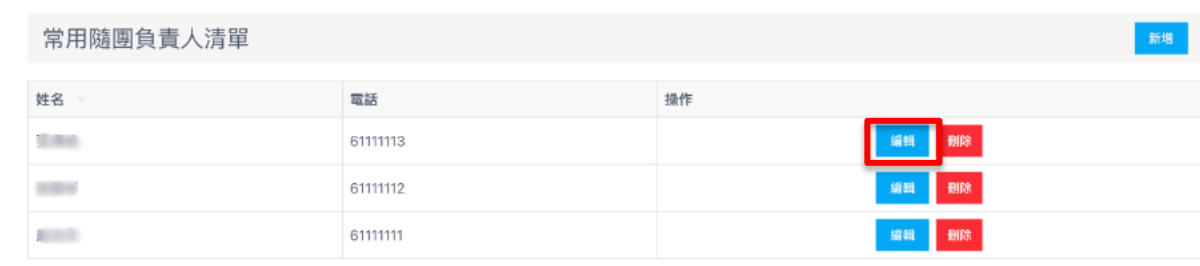 常用隨團負責人清單
新增
姓名 電話 操作
61111113 編輯 刪除
61111112 編輯 刪除
61111111 編輯 刪除